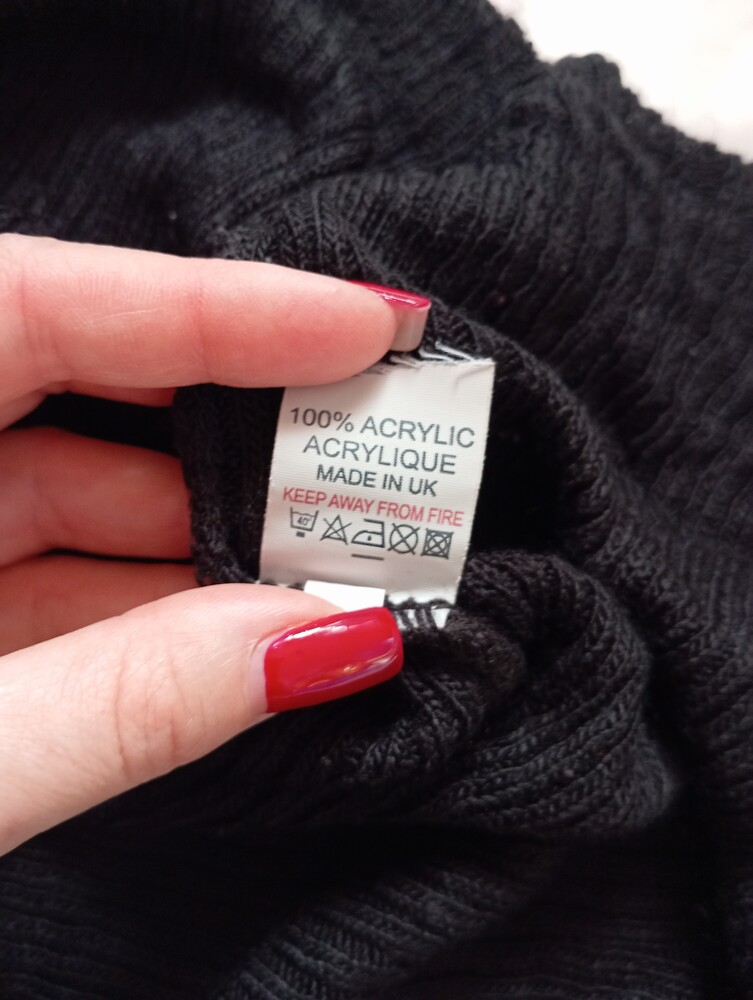 100% ACRYLIC
ACRYLIQUE
MADE IN UK
KEEP AWAY FROM FIRE
40°